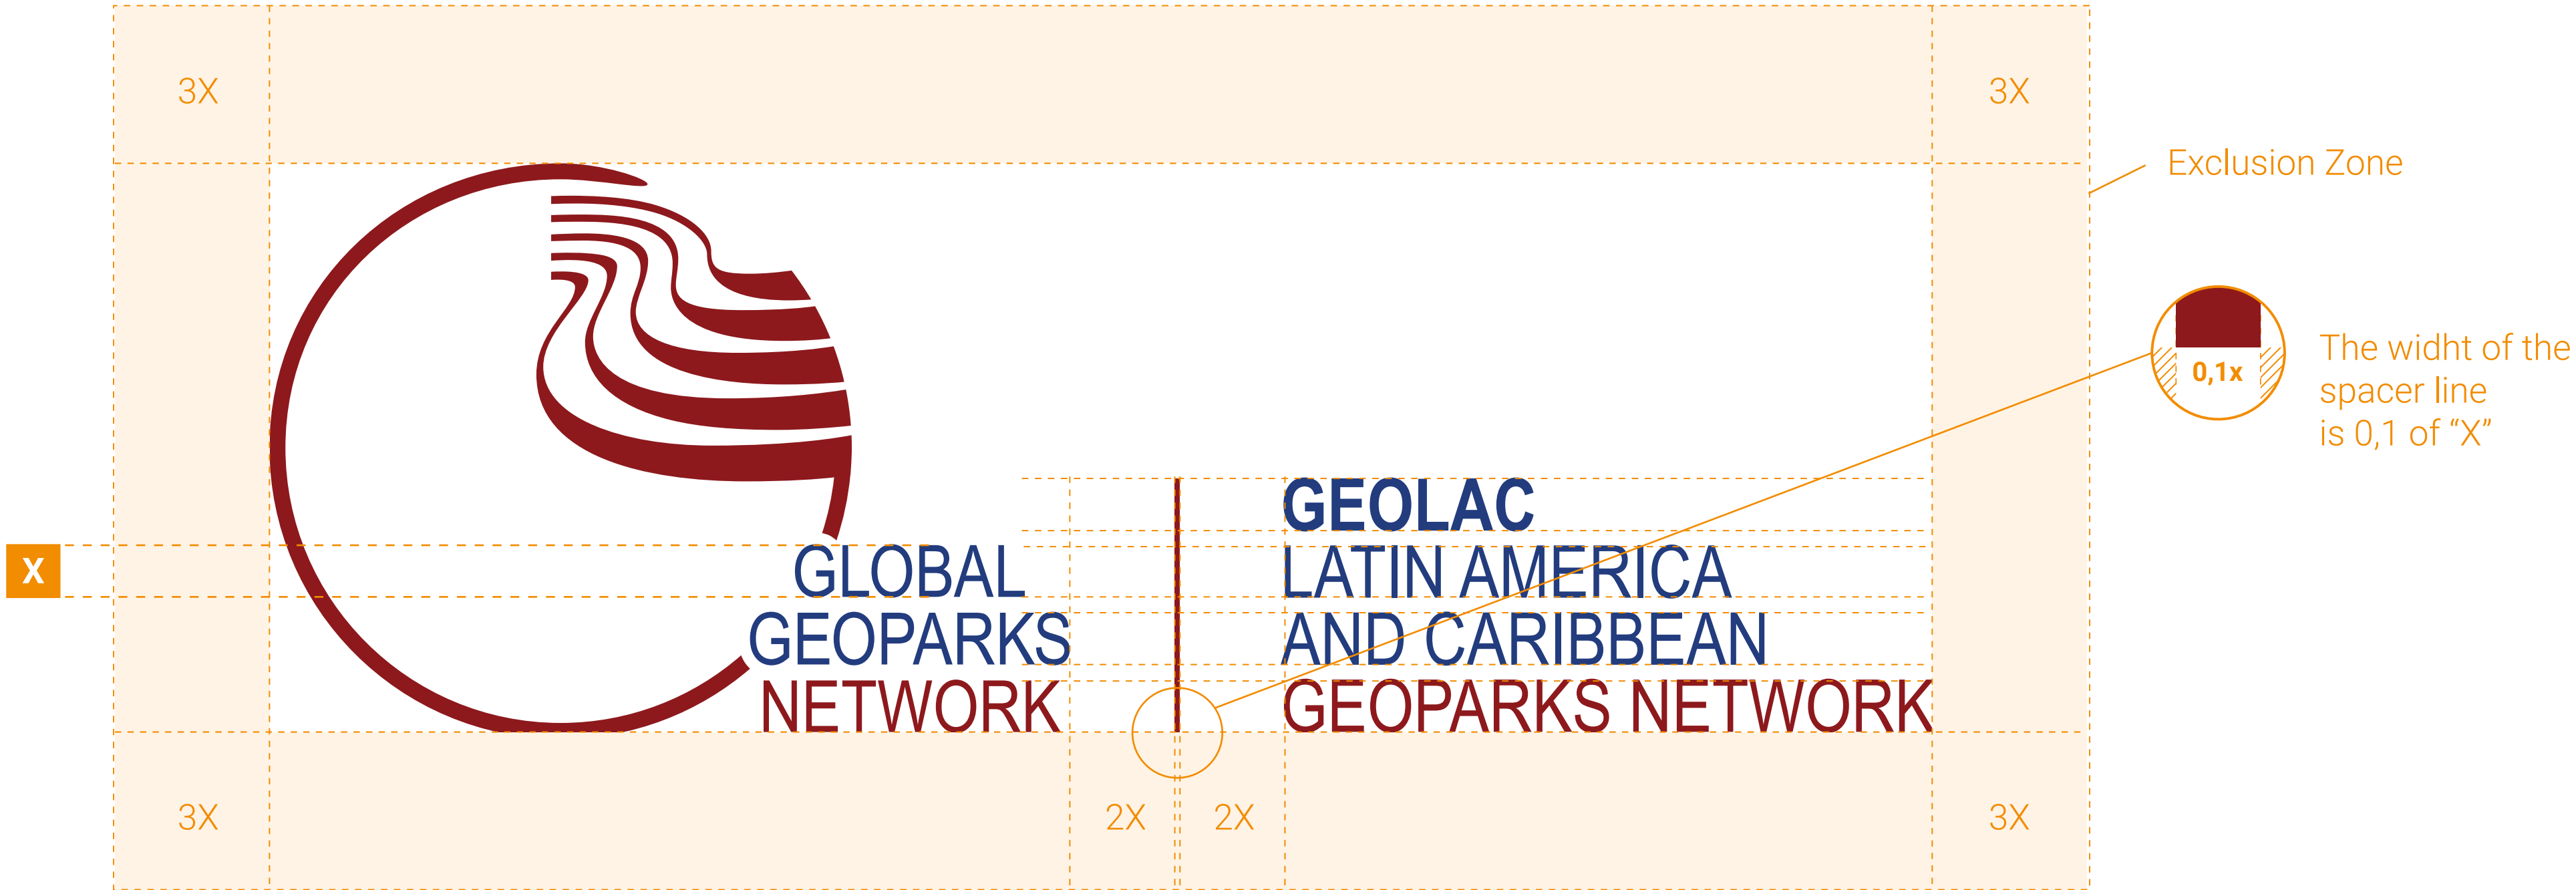 3X
3X
Exclusion Zone
0,1x
The widht of the
spacer line
is 0,1 of “X”
X
GLOBAL
GEOPARKS
NETWORK
GEOLAC
LATIN AMERICA
AND CARIBBEAN
GEOPARKS NETWORK
3X
2X
2X
3X